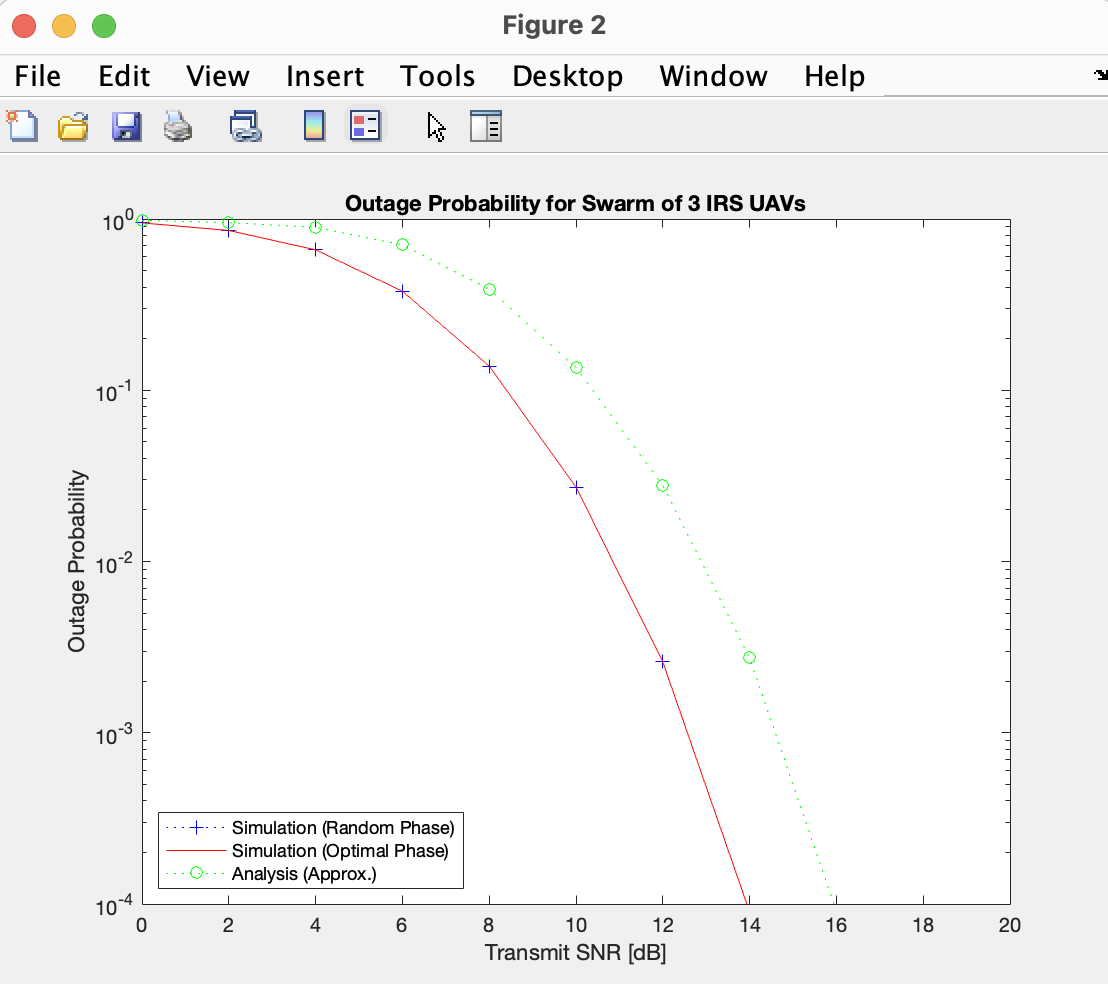 Figure 2
File Edit View Insert Tools Desktop Window Help
Outage Probability for Swarm of 3 IRS UAVs
10^0
10^-1
10^-2
10^-3
10^-4
Outage Probability
Simulation (Random Phase)
Simulation (Optimal Phase)
Analysis (Approx.)
0 2 4 6 8 10 12 14 16 18 20
Transmit SNR [dB]